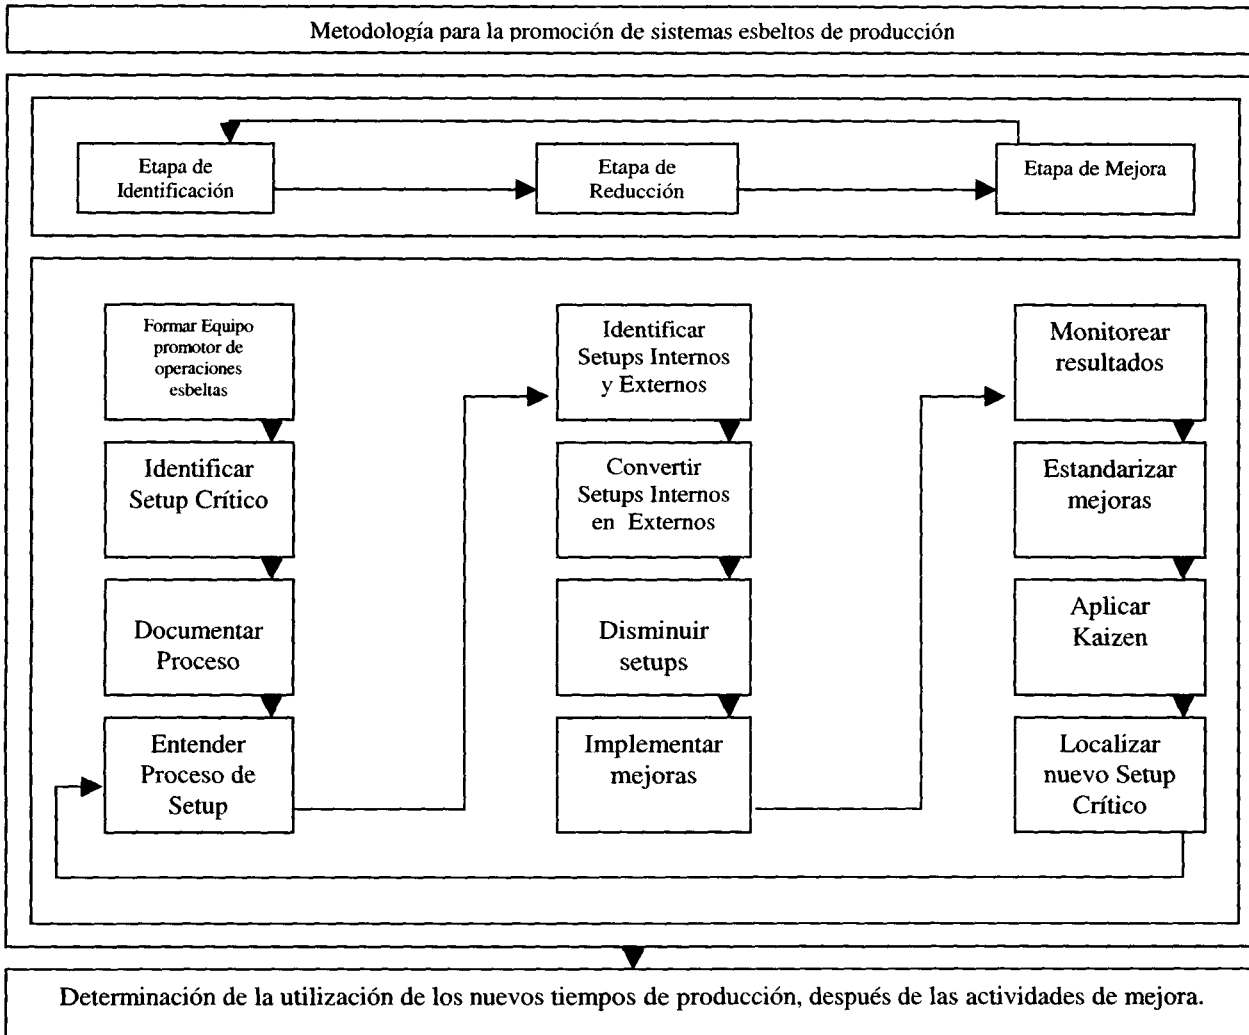 Metodología para la promoción de sistemas esbeltos de producción
Etapa de
Identificación
Etapa de
Reducción
Etapa de Mejora
Formar Equipo
promotor de
operaciones
esbeltas
Identificar
Setup Crítico
Documentar
Proceso
Entender
Proceso de
Setup
Identificar
Setups Internos
y Externos
Convertir
Setups Internos
en Externos
Disminuir
setups
Implementar
mejoras
Monitorear
resultados
Estandarizar
mejoras
Aplicar
Kaizen
Localizar
nuevo Setup
Crítico
Determinación de la utilización de los nuevos tiempos de producción, después de las actividades de mejora.